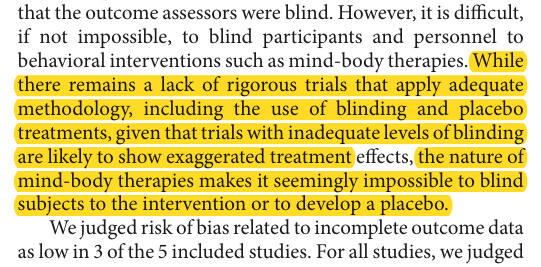 that the outcome assessors were blind. However, it is difficult,
if not impossible, to blind participants and personnel to
behavioral interventions such as mind-body therapies. While
there remains a lack of rigorous trials that apply adequate
methodology, including the use of blinding and placebo
treatments, given that trials with inadequate levels of blinding
are likely to show exaggerated treatment effects, the nature of
mind-body therapies makes it seemingly impossible to blind
subjects to the intervention or to develop a placebo.
We judged risk of bias related to incomplete outcome data
as low in 3 of the 5 included studies. For all studies, we judged